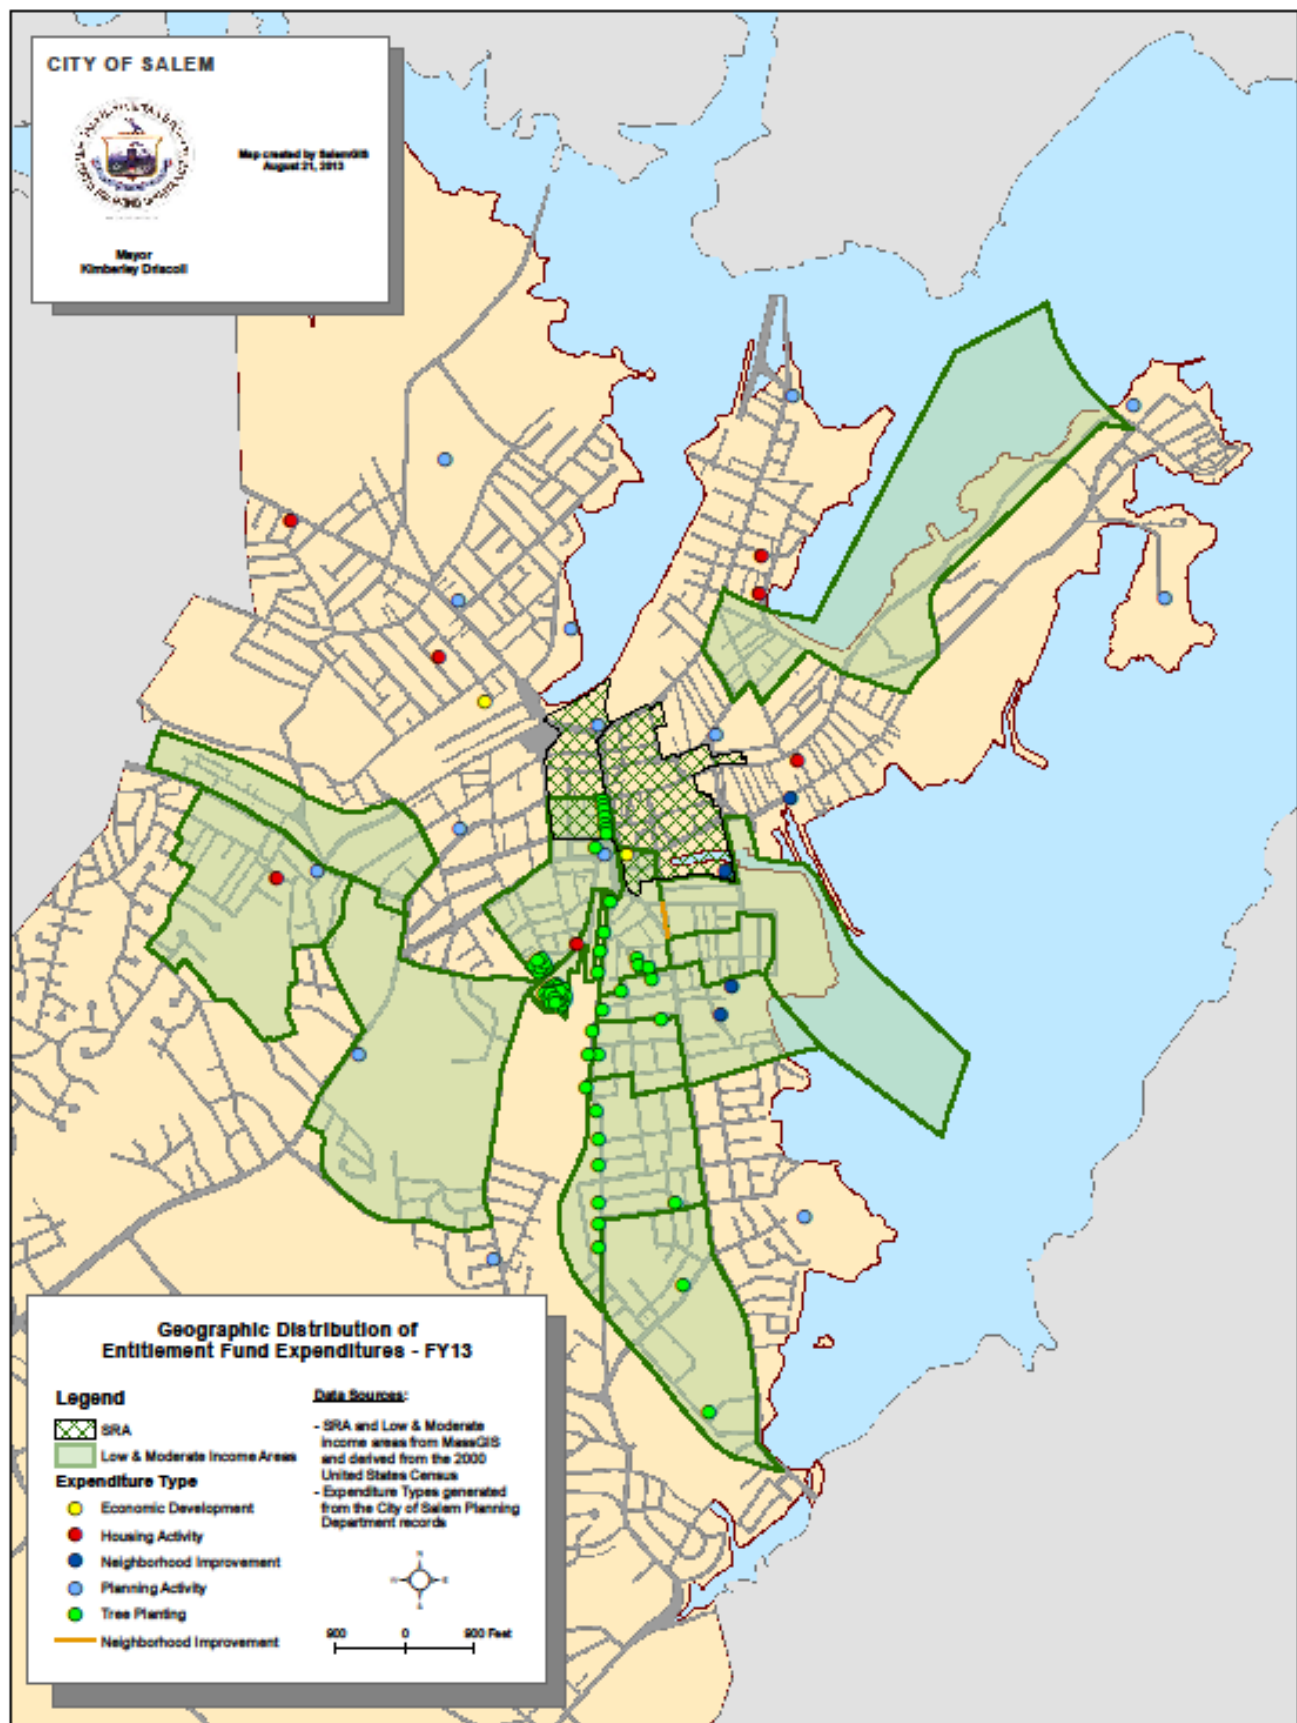 CITY OF SALEM
Map created by SalemGIS
August 21, 2013
Mayor
Kimberley Driscoll
Geographic Distribution of
Entitlement Fund Expenditures - FY13
Legend
SRA
Low & Moderate Income Areas
Expenditure Type
Economic Development
Housing Activity
Neighborhood Improvement
Planning Activity
Tree Planting
Neighborhood Improvement
Data Sources:
- SRA and Low & Moderate
income areas from MassGIS
and derived from the 2000
United States Census
- Expenditure Types generated
from the City of Salem Planning
Department records
N
W E
S
900 0 900 Feet